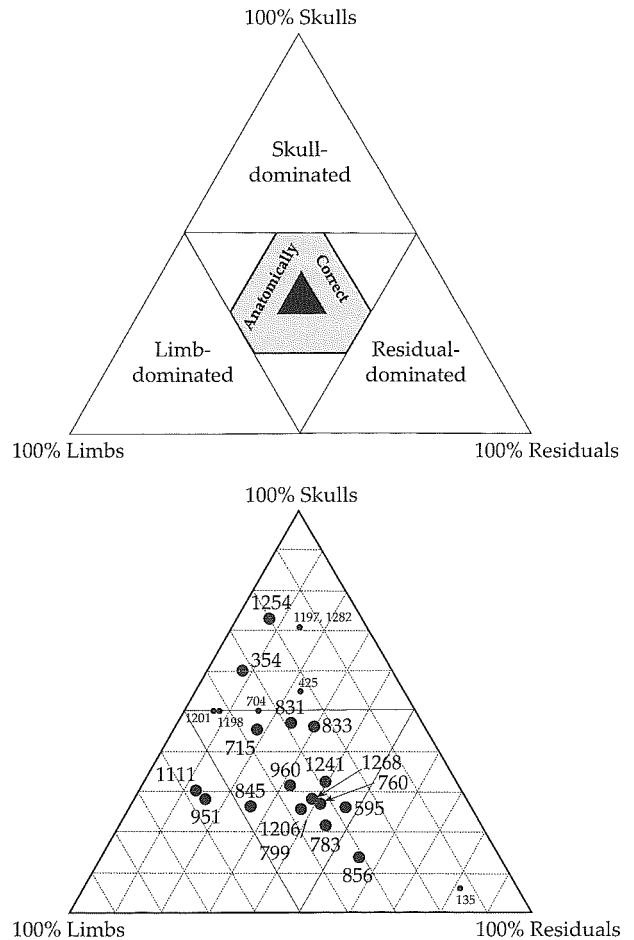 100% Skulls
Skull-
dominated
Anatomically
Correct
Limb-
dominated
Residual-
dominated
100% Limbs
100% Residuals
100% Skulls
1254
1197, 1282
354
425
704
831
1201
1198
833
715
1241
1268
960
760
1111
845
951
595
1206/
799
783
856
135
100% Limbs
100% Residuals